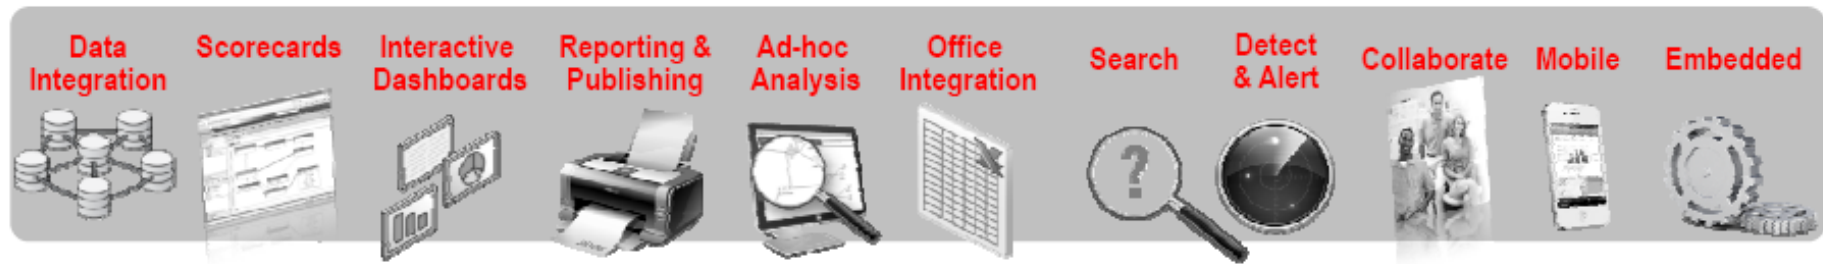 Data
Integration
Scorecards
Interactive
Dashboards
Reporting &
Publishing
Ad-hoc
Analysis
Office
Integration
Search
Detect
& Alert
Collaborate
Mobile
Embedded
?